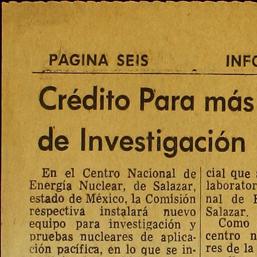 PAGINA SEIS
INFO
Crédito Para más
de Investigación
En el Centro Nacional de
Energía Nuclear, de Salazar,
estado de México, la Comisión
respectiva instalará nuevo
equipo para investigación y
pruebas nucleares de aplica-
ción pacífica, en lo que se in-
cial que s
laborator
nal de E
Salazar.
Como
centro n
res de la